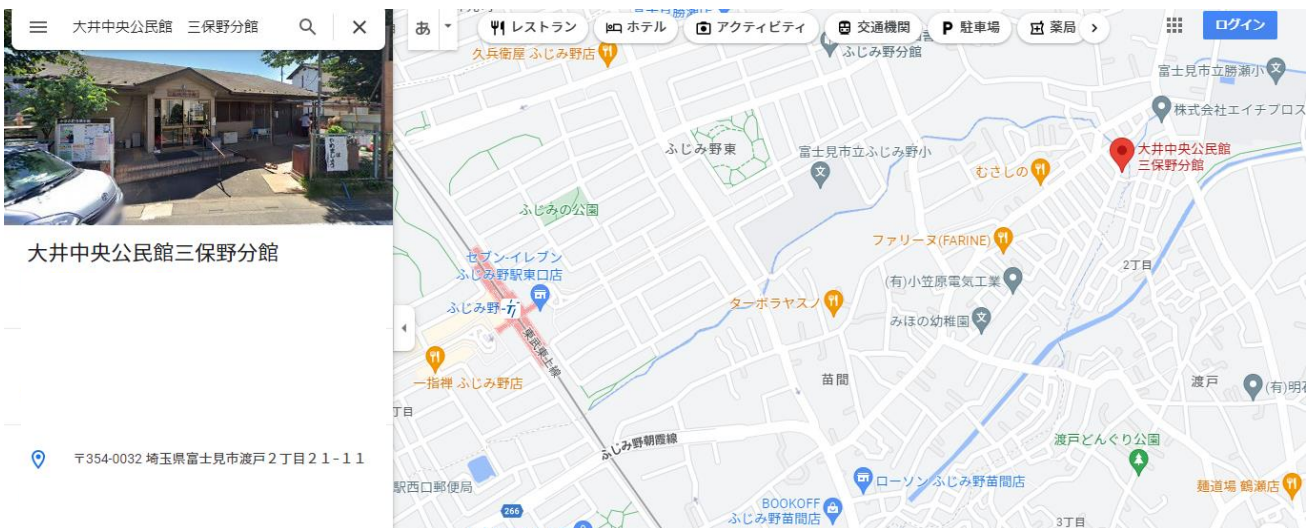 大井中央公民館 三保野分館
あ
レストラン
ホテル
アクティビティ
交通機関
P 駐車場
薬局
ログイン
久兵衛屋 ふじみ野店
ふじみ野分館
富士見市立勝瀬小
文
株式会社エイチプロス
ふじみ野東
富士見市立ふじみ野小
文
大井中央公民館
三保野分館
むさしの
ふじみの公園
大井中央公民館三保野分館
ファリーヌ(FARINE)
セブン-イレブン
ふじみ野駅東口店
2丁目
(有)小笠原電気工業
ふじみ野
ターボラヤスノ
みほの幼稚園
文
東武東上線
一指禅 ふじみ野店
苗間
渡戸
(有)明石
丁目
ふじみ野朝霞線
渡戸どんぐり公園
〒354-0032 埼玉県富士見市渡戸2丁目21-11
ローソン ふじみ野苗間店
駅西口郵便局
麺道場 鶴瀬店
266
BOOKOFF
ふじみ野苗間店
3丁目